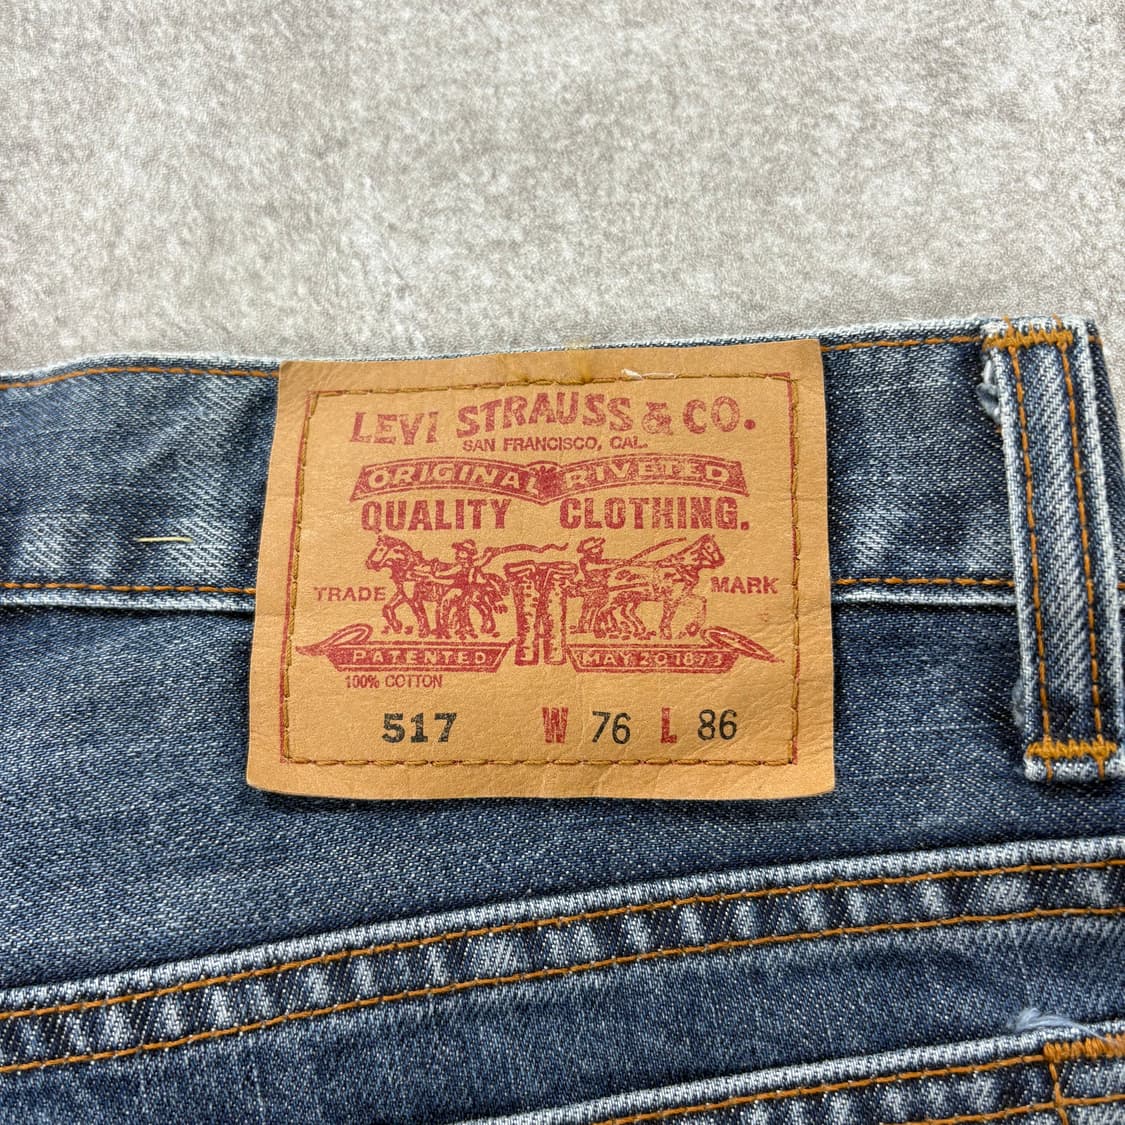 LEVI STRAUSS & CO.
SAN FRANCISCO, CAL.
ORIGINAL RIVETED
QUALITY CLOTHING.
TRADE MARK
PATENTED MAY 20 1873
100% COTTON
517 W 76 L 86